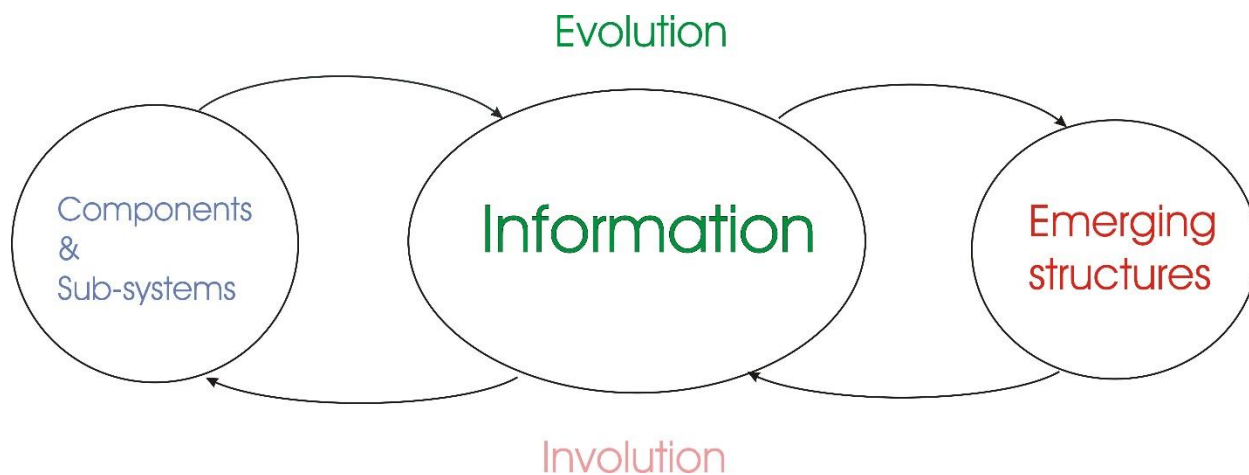 Evolution
Components
&
Sub-systems
Information
Emerging
structures
Involution